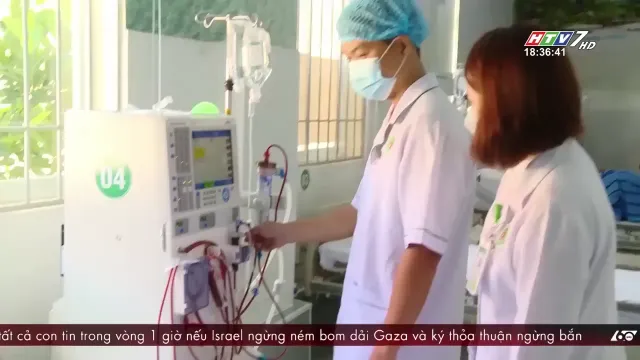 HTV7 HD
18:36:41
04
tất cả con tin trong vòng 1 giờ nếu Israel ngừng ném bom dải Gaza và ký thỏa thuận ngừng bắn